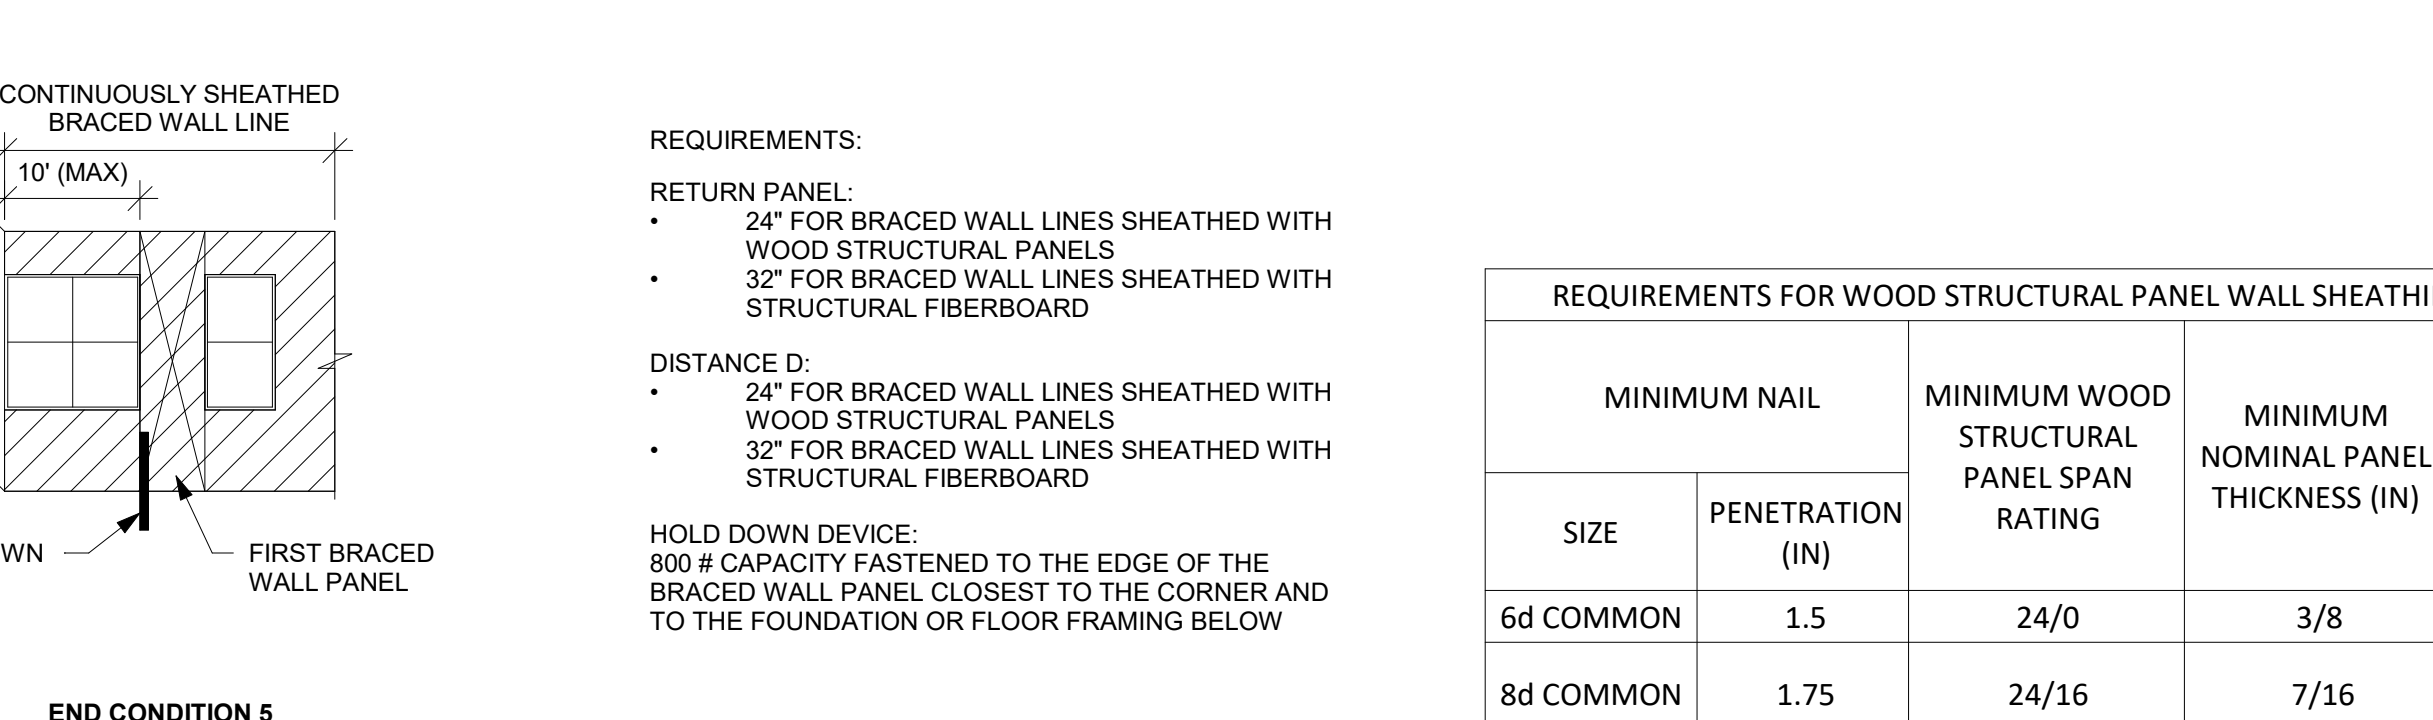 CONTINUOUSLY SHEATHED
BRACED WALL LINE
10' (MAX)
WN
FIRST BRACED
WALL PANEL
END CONDITION 5
REQUIREMENTS:
RETURN PANEL:
• 24" FOR BRACED WALL LINES SHEATHED WITH
WOOD STRUCTURAL PANELS
• 32" FOR BRACED WALL LINES SHEATHED WITH
STRUCTURAL FIBERBOARD
DISTANCE D:
• 24" FOR BRACED WALL LINES SHEATHED WITH
WOOD STRUCTURAL PANELS
• 32" FOR BRACED WALL LINES SHEATHED WITH
STRUCTURAL FIBERBOARD
HOLD DOWN DEVICE:
800 # CAPACITY FASTENED TO THE EDGE OF THE
BRACED WALL PANEL CLOSEST TO THE CORNER AND
TO THE FOUNDATION OR FLOOR FRAMING BELOW
REQUIREMENTS FOR WOOD STRUCTURAL PANEL WALL SHEATHI
MINIMUM NAIL
MINIMUM WOOD
STRUCTURAL
PANEL SPAN
RATING
MINIMUM
NOMINAL PANEL
THICKNESS (IN)
SIZE
PENETRATION
(IN)
6d COMMON 1.5 24/0 3/8
8d COMMON 1.75 24/16 7/16